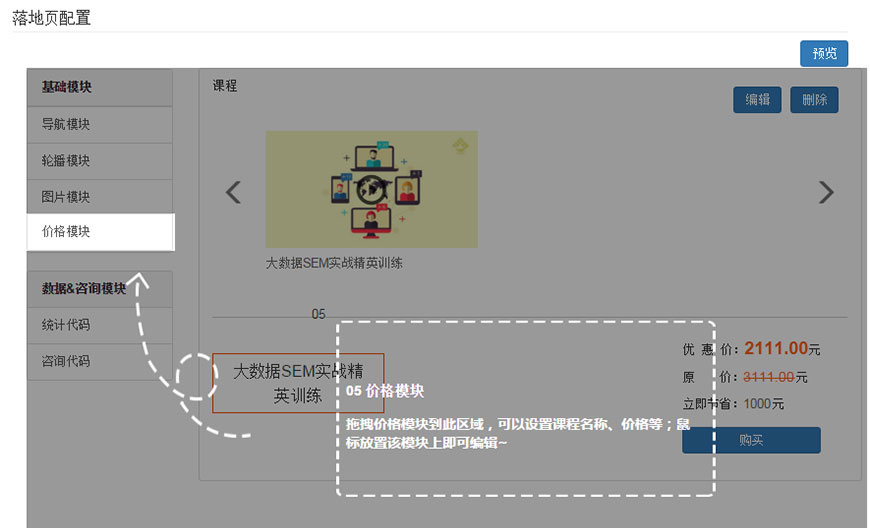 落地页配置
预览
基础模块
导航模块
轮播模块
图片模块
价格模块
数据&咨询模块
统计代码
咨询代码
课程
编辑
删除
大数据SEM实战精英训练
05
大数据SEM实战精
英训练
优 惠 价：2111.00元
原 价：3111.00元
立即节省：1000元
购买
05 价格模块
拖拽价格模块到此区域，可以设置课程名称、价格等；鼠
标放置该模块上即可编辑~